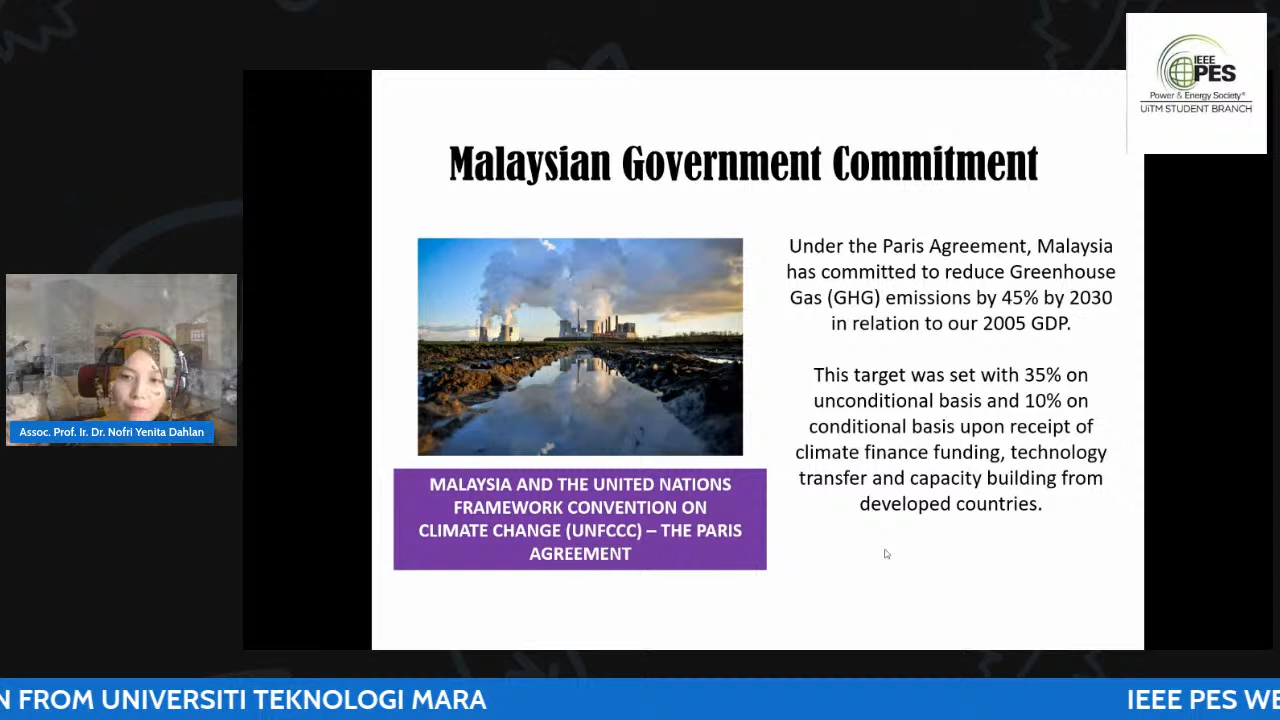 IEEE
PES
Power & Energy Society®
UiTM STUDENT BRANCH
Malaysian Government Commitment
Under the Paris Agreement, Malaysia
has committed to reduce Greenhouse
Gas (GHG) emissions by 45% by 2030
in relation to our 2005 GDP.
This target was set with 35% on
unconditional basis and 10% on
conditional basis upon receipt of
climate finance funding, technology
transfer and capacity building from
developed countries.
MALAYSIA AND THE UNITED NATIONS
FRAMEWORK CONVENTION ON
CLIMATE CHANGE (UNFCCC) – THE PARIS
AGREEMENT
Assoc. Prof. Ir. Dr. Nofri Yenita Dahlan
N FROM UNIVERSITI TEKNOLOGI MARA
IEEE PES WE